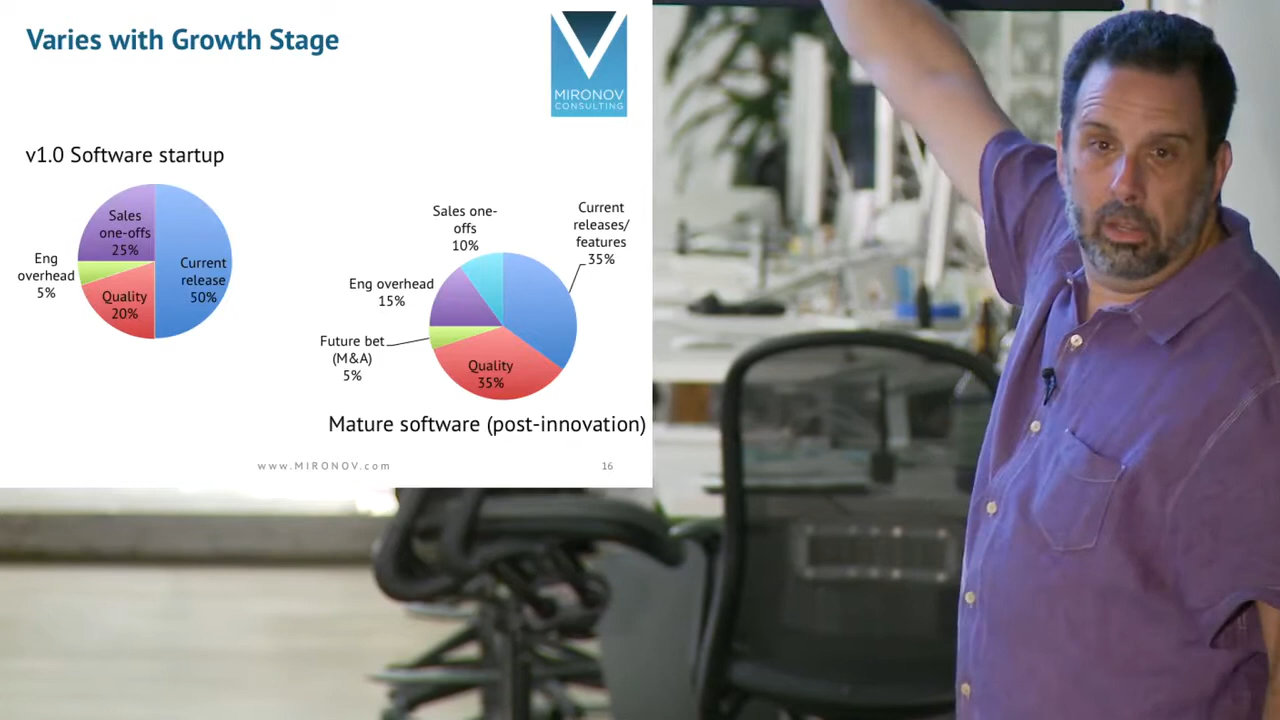 Varies with Growth Stage
MIRONOV
CONSULTING
v1.0 Software startup
Sales
one-offs
25%
Eng
overhead
5%
Quality
20%
Current
release
50%
Sales one-
offs
10%
Current
releases/
features
35%
Eng overhead
15%
Future bet
(M&A)
5%
Quality
35%
Mature software (post-innovation)
www.MIRONOV.com
16